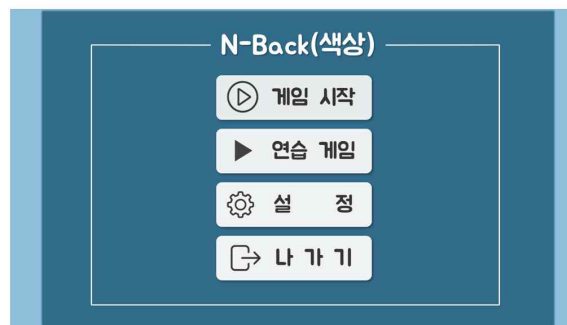 N-Back(색상)
게임 시작
연습 게임
설 정
나 가 기